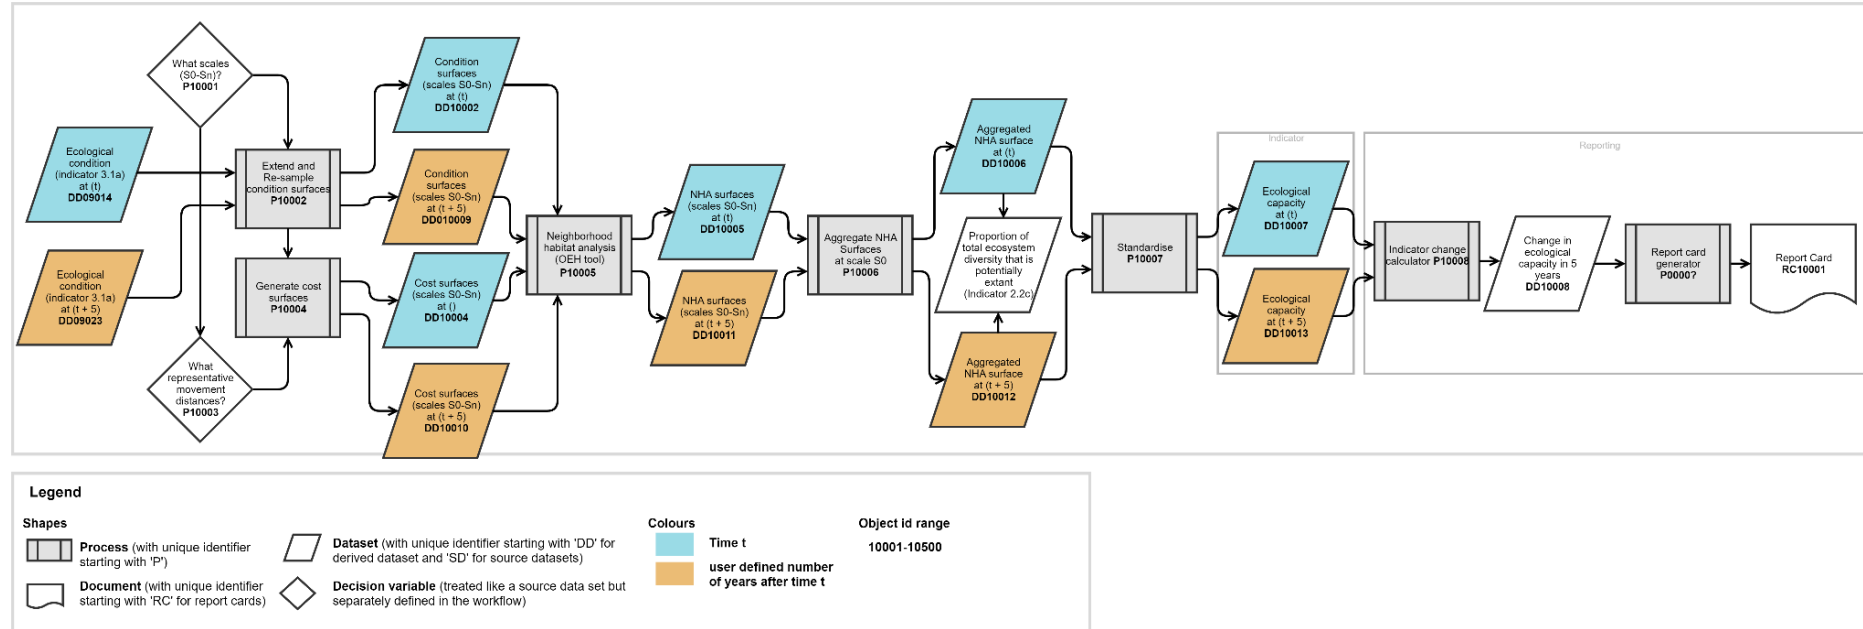 What scales
(S0-Sn)?
P10001
Ecological
condition
(indicator 3.1a)
at (t)
DD09014
Ecological
condition
(indicator 3.1a)
at (t + 5)
DD09023
Extend and
Re-sample
condition surfaces
P10002
Generate cost
surfaces
P10004
What
representative
movement
distances?
P10003
Condition
surfaces
(scales S0-Sn)
at (t)
DD10002
Condition
surfaces
(scales S0-Sn)
at (t + 5)
DD010009
Cost surfaces
(scales S0-Sn)
at ()
DD10004
Cost surfaces
(scales S0-Sn)
at (t + 5)
DD10010
Neighborhood
habitat analysis
(OEH tool)
P10005
NHA surfaces
(scales S0-Sn)
at (t)
DD10005
NHA surfaces
(scales S0-Sn)
at (t + 5)
DD10011
Aggregate NHA
Surfaces
at scale S0
P10006
Aggregated
NHA surface
at (t)
DD10006
Proportion of
total ecosystem
diversity that is
potentially
extant
(Indicator 2.2c)
Aggregated
NHA surface
at (t + 5)
DD10012
Standardise
P10007
Indicator
Ecological
capacity
at (t)
DD10007
Ecological
capacity
at (t + 5)
DD10013
Reporting
Indicator change
calculator P10008
Change in
ecological
capacity in 5
years
DD10008
Report card
generator
P0000?
Report Card
RC10001
Legend
Shapes
Process (with unique identifier
starting with 'P')
Document (with unique identifier
starting with 'RC' for report cards)
Dataset (with unique identifier starting with 'DD' for
derived dataset and 'SD' for source datasets)
Decision variable (treated like a source data set but
separately defined in the workflow)
Colours
Time t
user defined number
of years after time t
Object id range
10001-10500